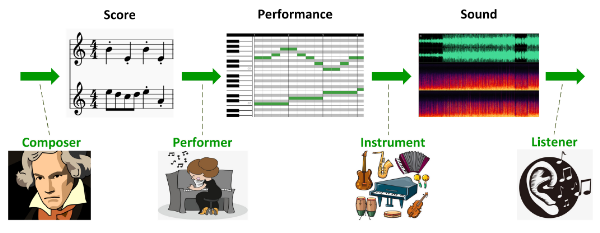 Score
Performance
Sound
Composer
Performer
Instrument
Listener